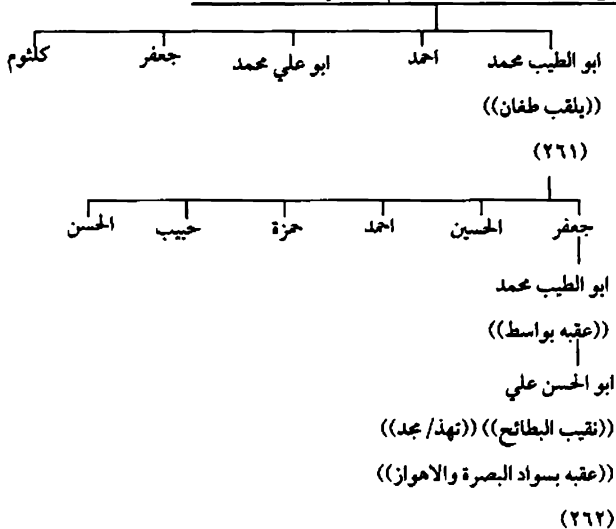 ابو الطيب محمد احمد ابو علي محمد جعفر كلثوم
((يلقب طغان))
(٢٦١)
جعفر الحسين احمد حمزة حبيب الحسن
ابو الطيب محمد
((عقبه بواسط))
ابو الحسن علي
((نقيب البطائح)) ((تهذ/ مجد))
((عقبه بسواد البصرة والاهواز))
(٢٦٢)